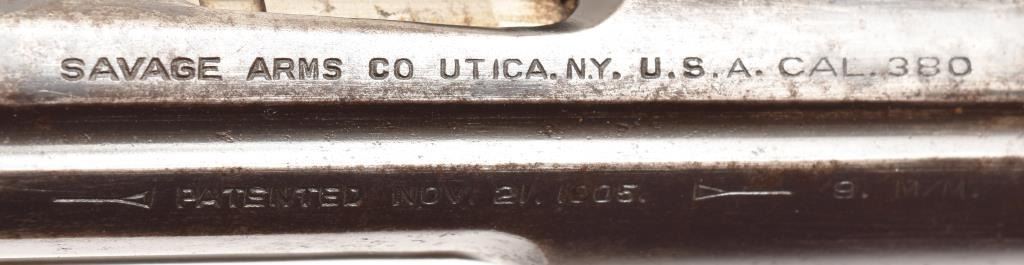 SAVAGE ARMS CO UTICA. N.Y. U.S.A. CAL. 380
PATENTED NOV. 21. 1905. 9. M/M.